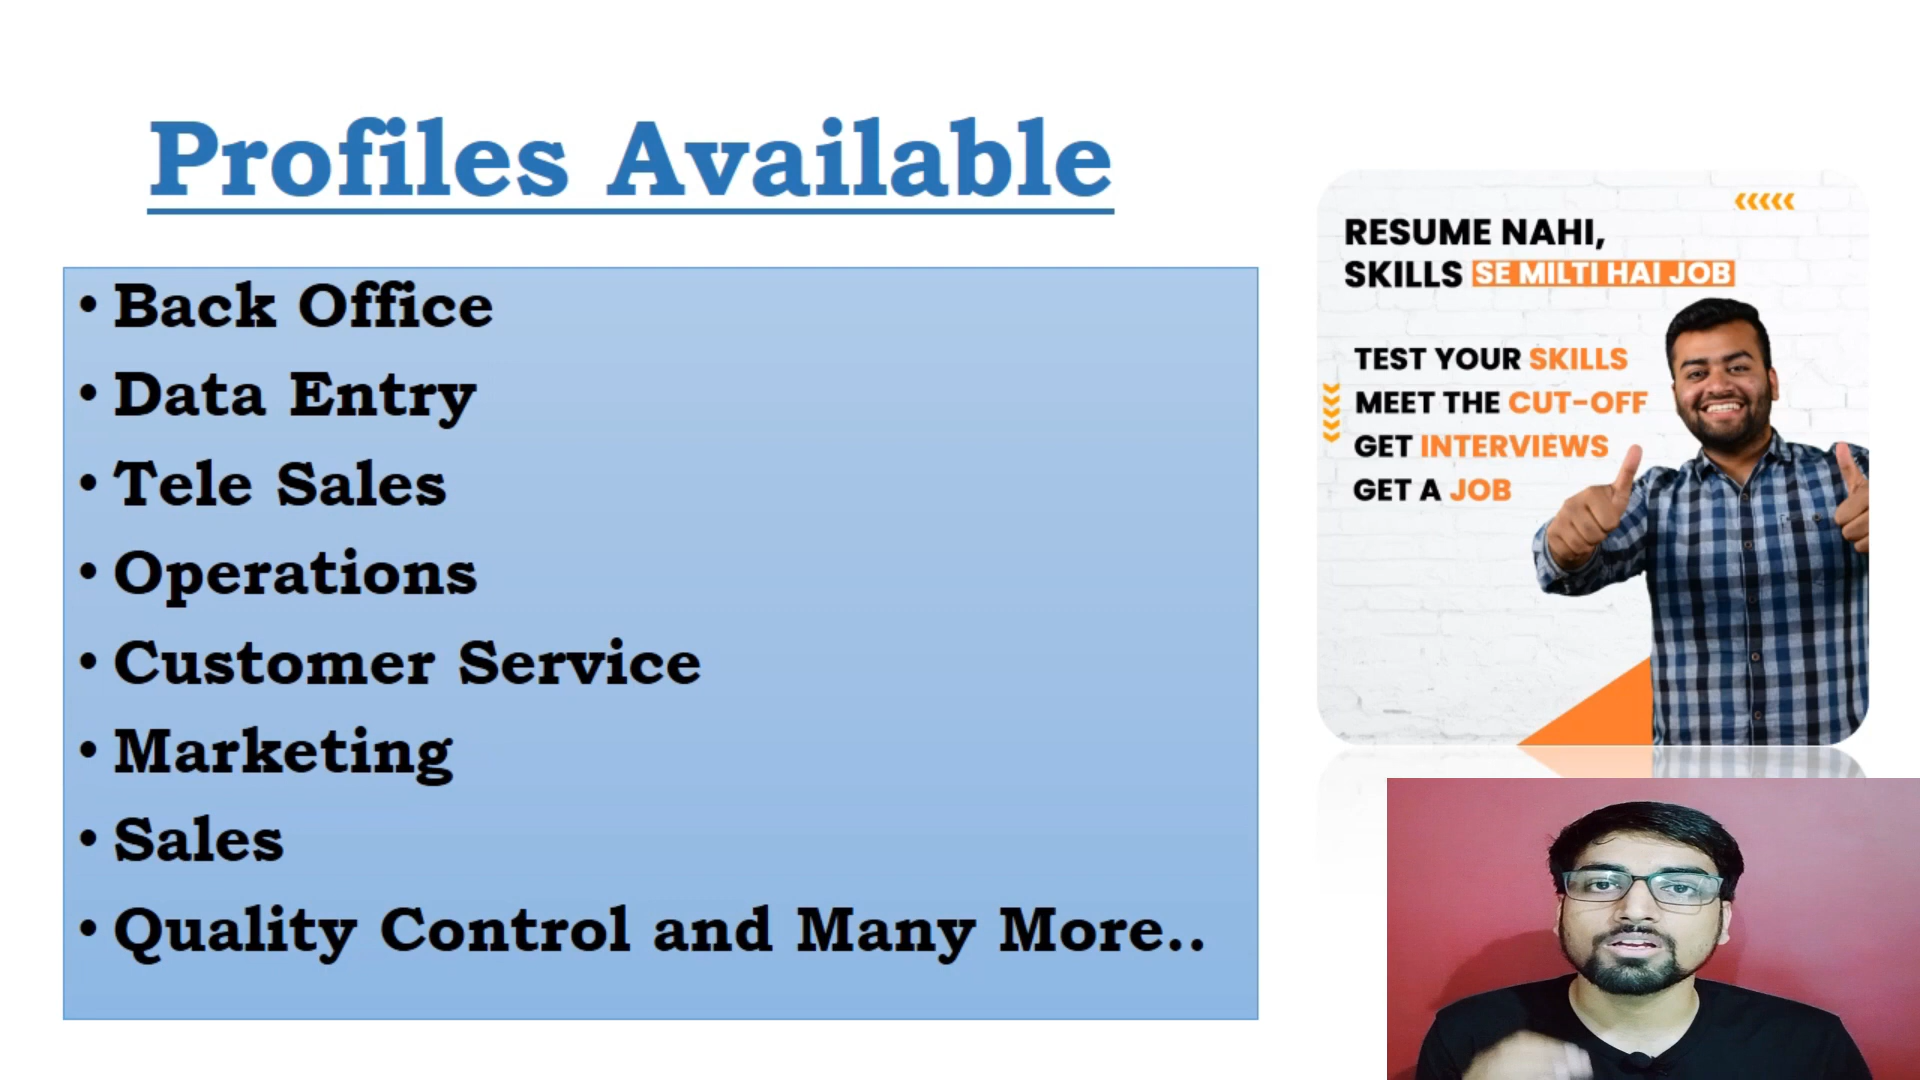 Profiles Available
• Back Office
• Data Entry
• Tele Sales
• Operations
• Customer Service
• Marketing
• Sales
• Quality Control and Many More..
RESUME NAHI,
SKILLS SE MILTI HAI JOB
TEST YOUR SKILLS
MEET THE CUT-OFF
GET INTERVIEWS
GET A JOB